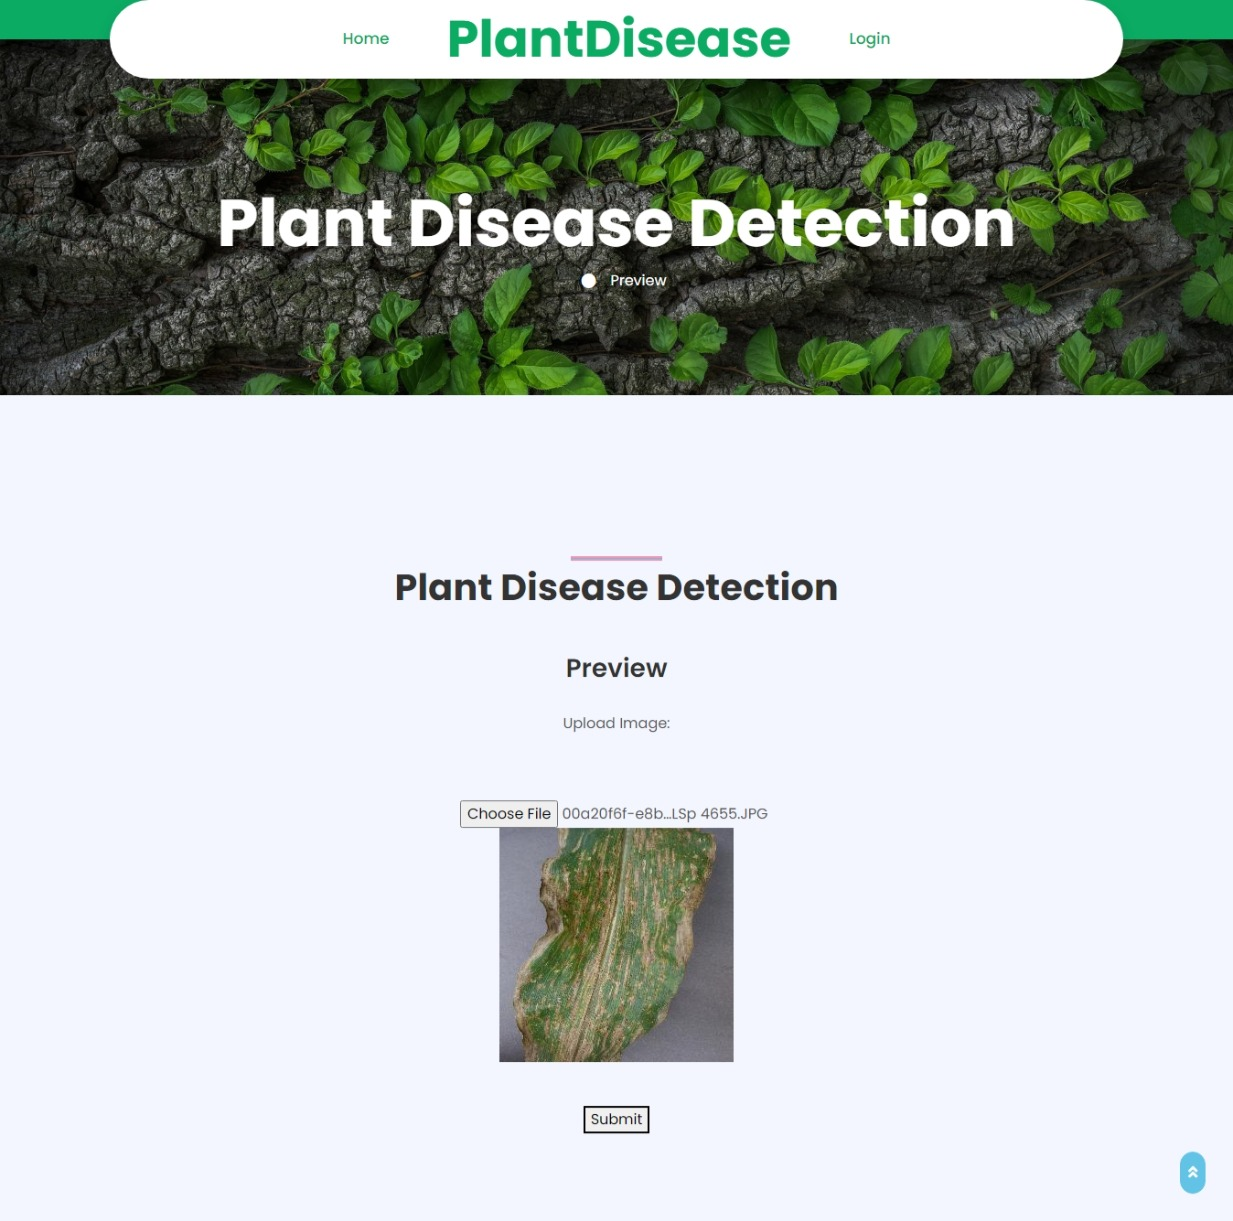 Home PlantDisease Login
Plant Disease Detection
Preview
Plant Disease Detection
Preview
Upload Image:
Choose File 00a20f6f-e8b...LSp 4655.JPG
Submit